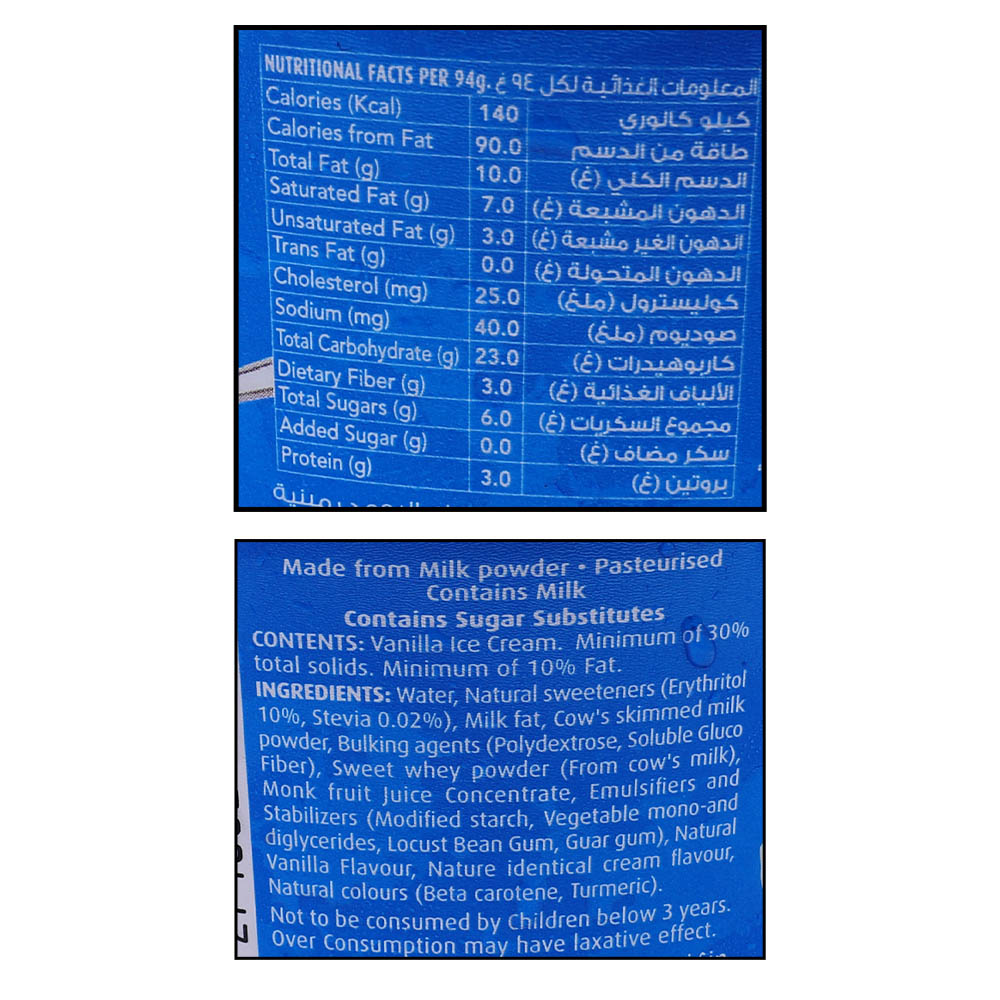 NUTRITIONAL FACTS PER 94g. المعلومات الغذائية لكل ٩٤ غ
Calories (Kcal) 140 كيلو كالوري
Calories from Fat 90.0 طاقة من الدسم
Total Fat (g) 10.0 الدسم الكلي (غ)
Saturated Fat (g) 7.0 الدهون المشبعة (غ)
Unsaturated Fat (g) 3.0 الدهون الغير مشبعة (غ)
Trans Fat (g) 0.0 الدهون المتحولة (غ)
Cholesterol (mg) 25.0 كوليسترول (ملغ)
Sodium (mg) 40.0 صوديوم (ملغ)
Total Carbohydrate (g) 23.0 كاربوهيدرات (غ)
Dietary Fiber (g) 3.0 الألياف الغذائية (غ)
Total Sugars (g) 6.0 مجموع السكريات (غ)
Added Sugar (g) 0.0 سكر مضاف (غ)
Protein (g) 3.0 بروتين (غ)
Made from Milk powder • Pasteurised
Contains Milk
Contains Sugar Substitutes
CONTENTS: Vanilla Ice Cream. Minimum of 30%
total solids. Minimum of 10% Fat.
INGREDIENTS: Water, Natural sweeteners (Erythritol
10%, Stevia 0.02%), Milk fat, Cow's skimmed milk
powder, Bulking agents (Polydextrose, Soluble Gluco
Fiber), Sweet whey powder (From cow's milk),
Monk fruit Juice Concentrate, Emulsifiers and
Stabilizers (Modified starch, Vegetable mono-and
diglycerides, Locust Bean Gum, Guar gum), Natural
Vanilla Flavour, Nature identical cream flavour,
Natural colours (Beta carotene, Turmeric).
Not to be consumed by Children below 3 years.
Over Consumption may have laxative effect.